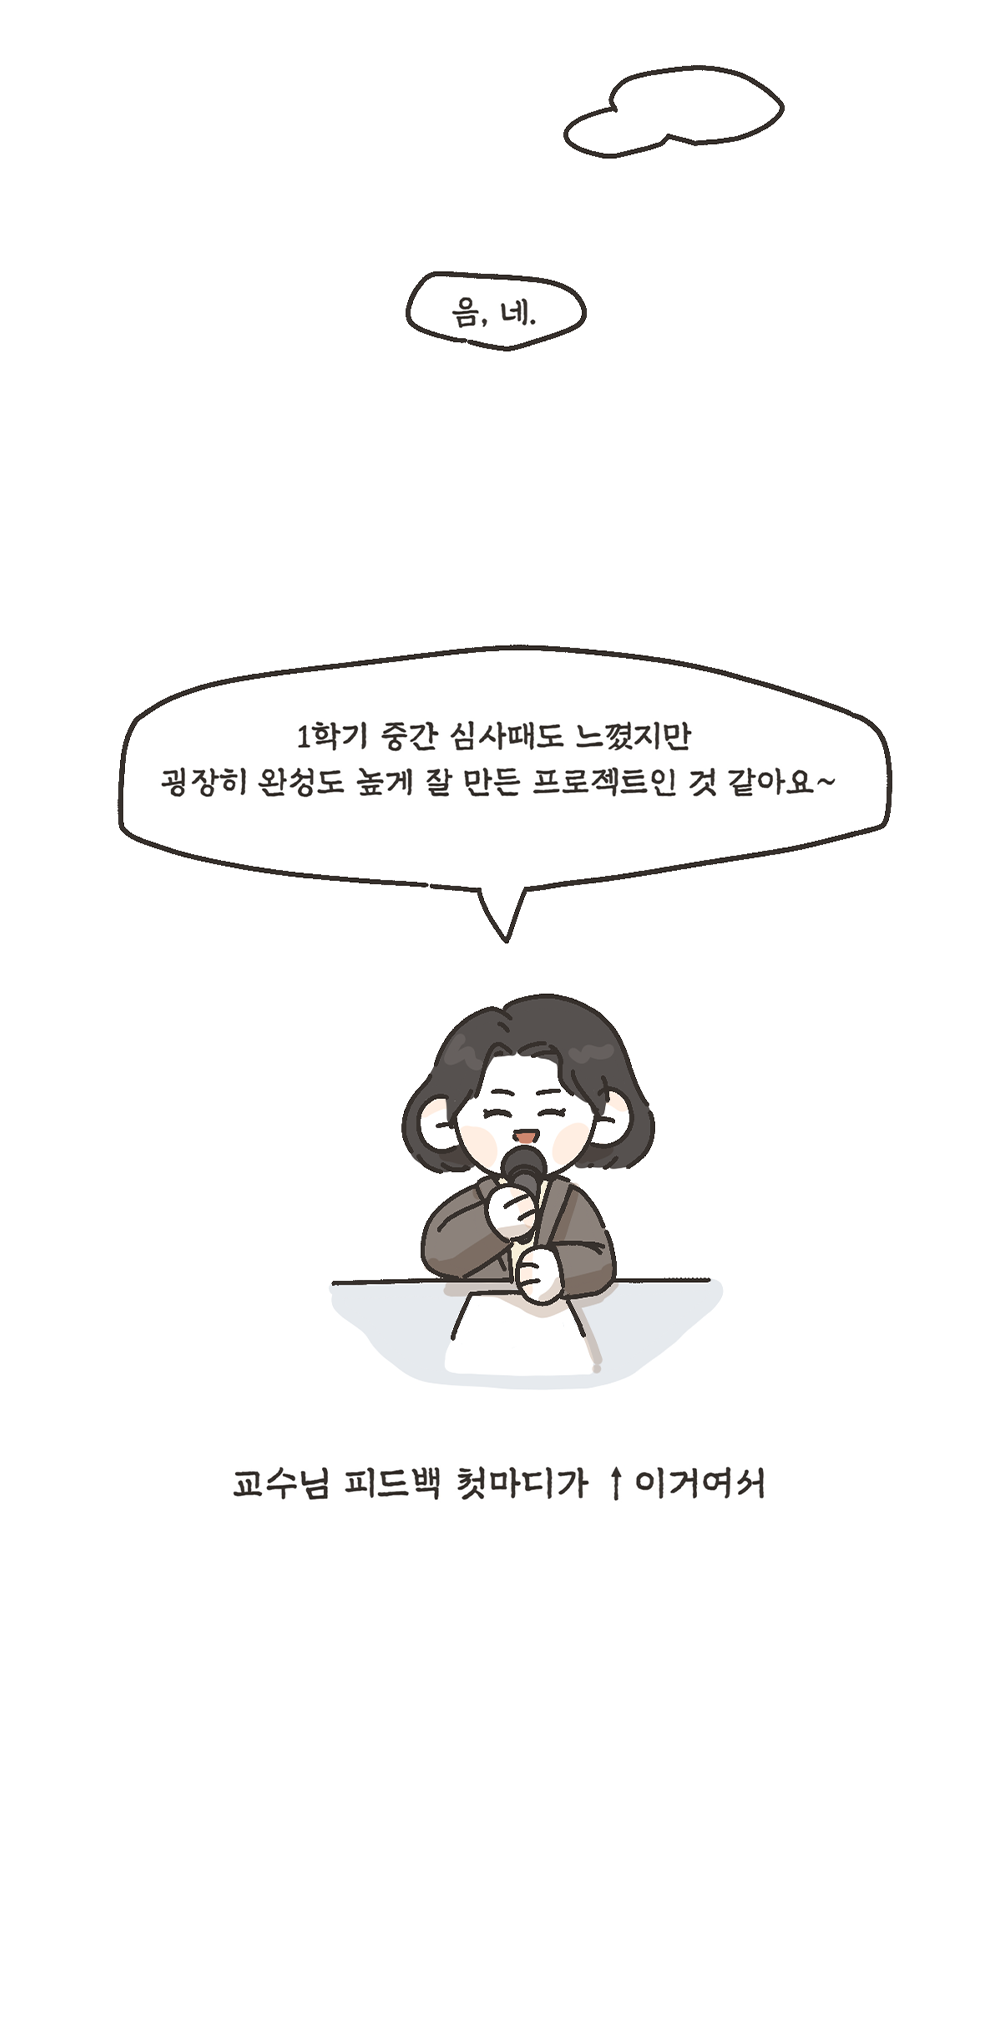 음, 네.
1학기 중간 심사때도 느꼈지만
굉장히 완성도 높게 잘 만든 프로젝트인 것 같아요~
교수님 피드백 첫마디가 ↑ 이거여서